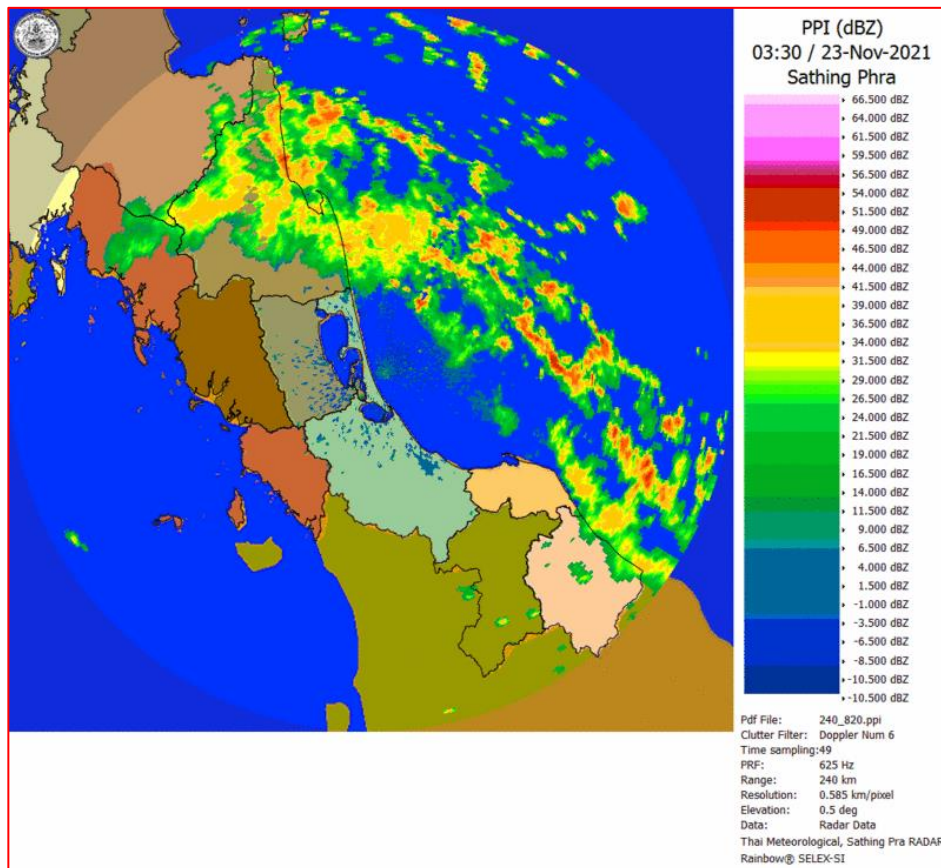 PPI (dBZ)
03:30 / 23-Nov-2021
Sathing Phra
66.500 dBZ
64.000 dBZ
61.500 dBZ
59.500 dBZ
56.500 dBZ
54.000 dBZ
51.500 dBZ
49.000 dBZ
46.500 dBZ
44.000 dBZ
41.500 dBZ
39.000 dBZ
36.500 dBZ
34.000 dBZ
31.500 dBZ
29.000 dBZ
26.500 dBZ
24.000 dBZ
21.500 dBZ
19.000 dBZ
16.500 dBZ
14.000 dBZ
11.500 dBZ
9.000 dBZ
6.500 dBZ
4.000 dBZ
1.500 dBZ
-1.000 dBZ
-3.500 dBZ
-6.500 dBZ
-8.500 dBZ
-10.500 dBZ
-10.500 dBZ
Pdf File: 240_820.ppi
Clutter Filter: Doppler Num 6
Time sampling:49
PRF: 625 Hz
Range: 240 km
Resolution: 0.585 km/pixel
Elevation: 0.5 deg
Data: Radar Data
Thai Meteorological, Sathing Pra RADAR
Rainbow® SELEX-SI